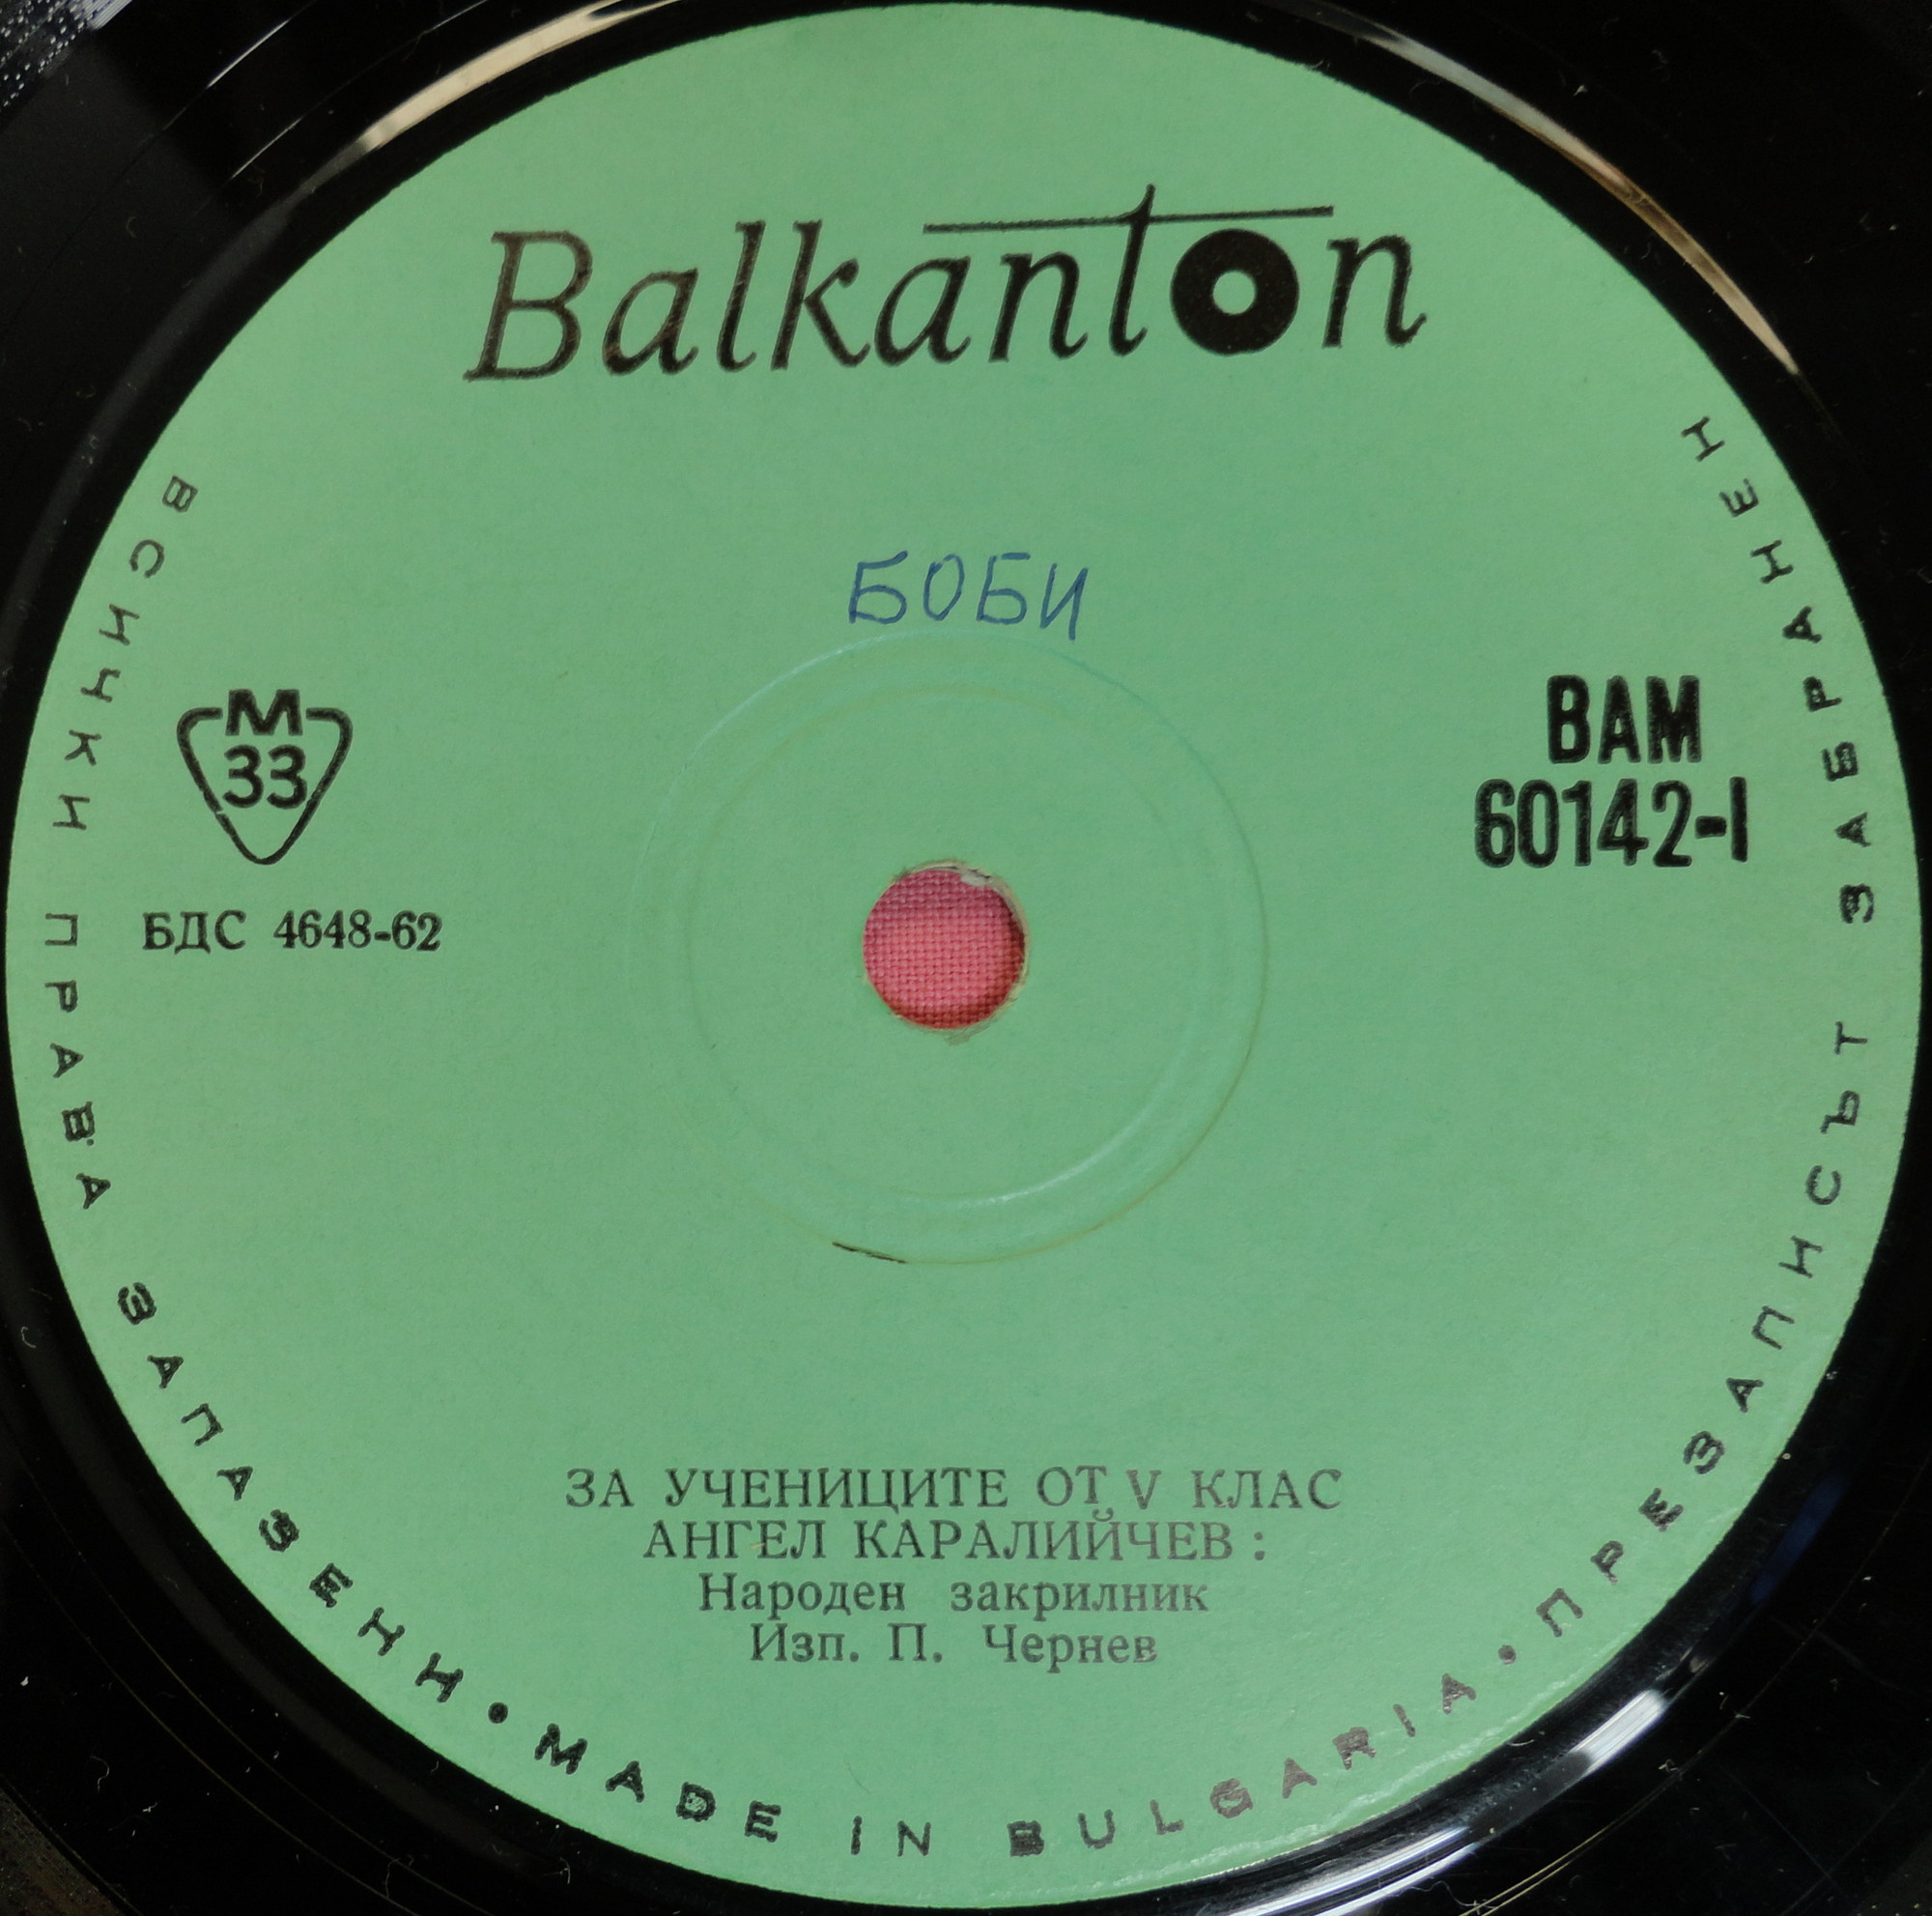 Balkanton
БОБИ
М
33
БДС 4648-62
ВАМ
60142-I
ЗА УЧЕНИЦИТЕ ОТ V КЛАС
АНГЕЛ КАРАЛИЙЧЕВ :
Народен закрилник
Изп. П. Чернев
ВСИЧКИ ПРАВА ЗАПАЗЕНИ • MADE IN BULGARIA • ПРЕЗАПИСЪТ ЗАБРАНЕН